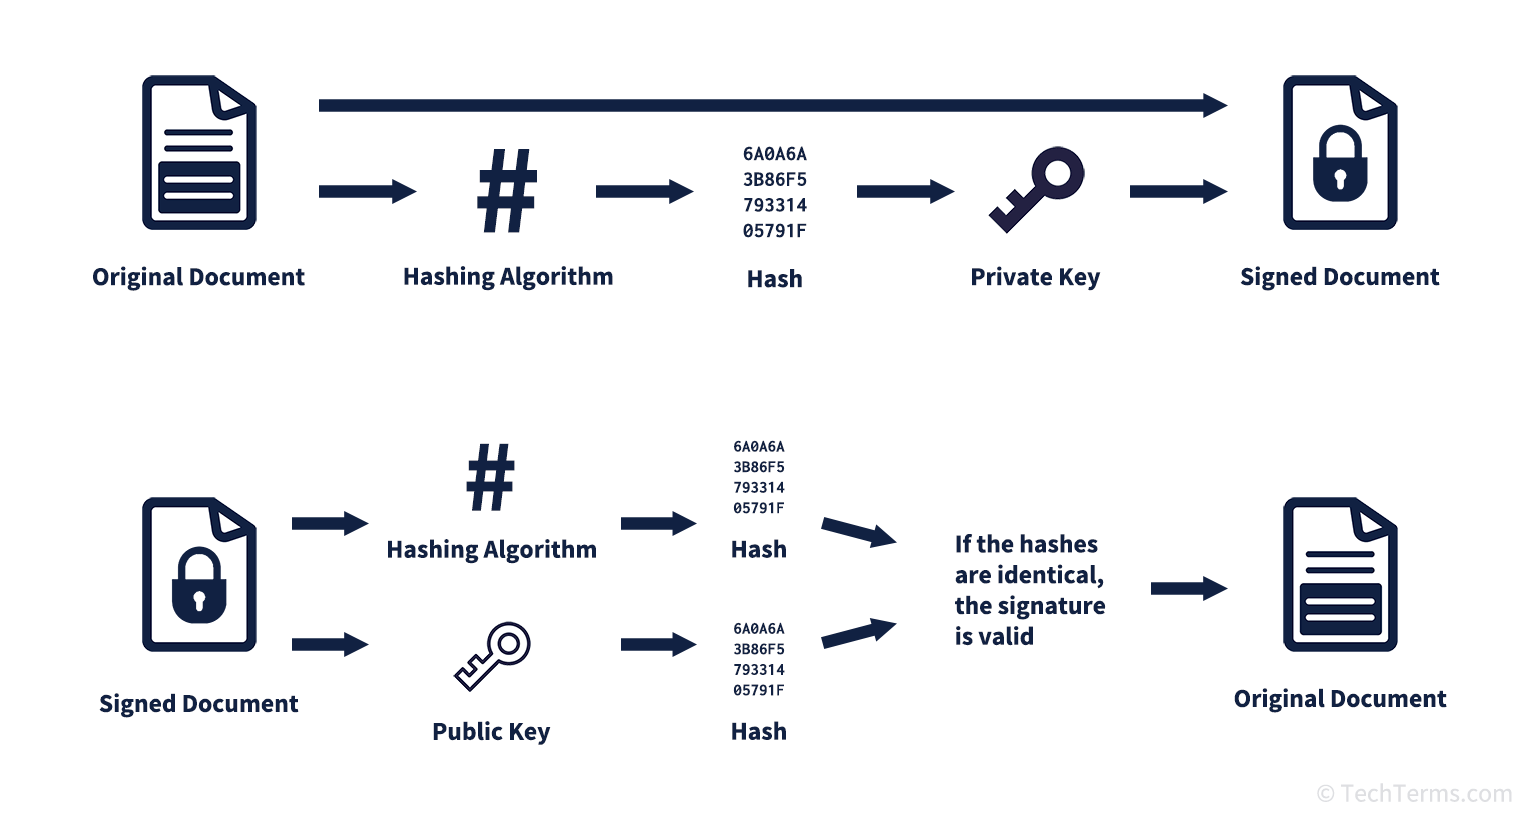 6A0A6A
3B86F5
793314
05791F
Original Document
Hashing Algorithm
Hash
Private Key
Signed Document
#
6A0A6A
3B86F5
793314
05791F
Hashing Algorithm
Hash
If the hashes
are identical,
the signature
is valid
6A0A6A
3B86F5
793314
05791F
Signed Document
Public Key
Hash
Original Document
© TechTerms.com